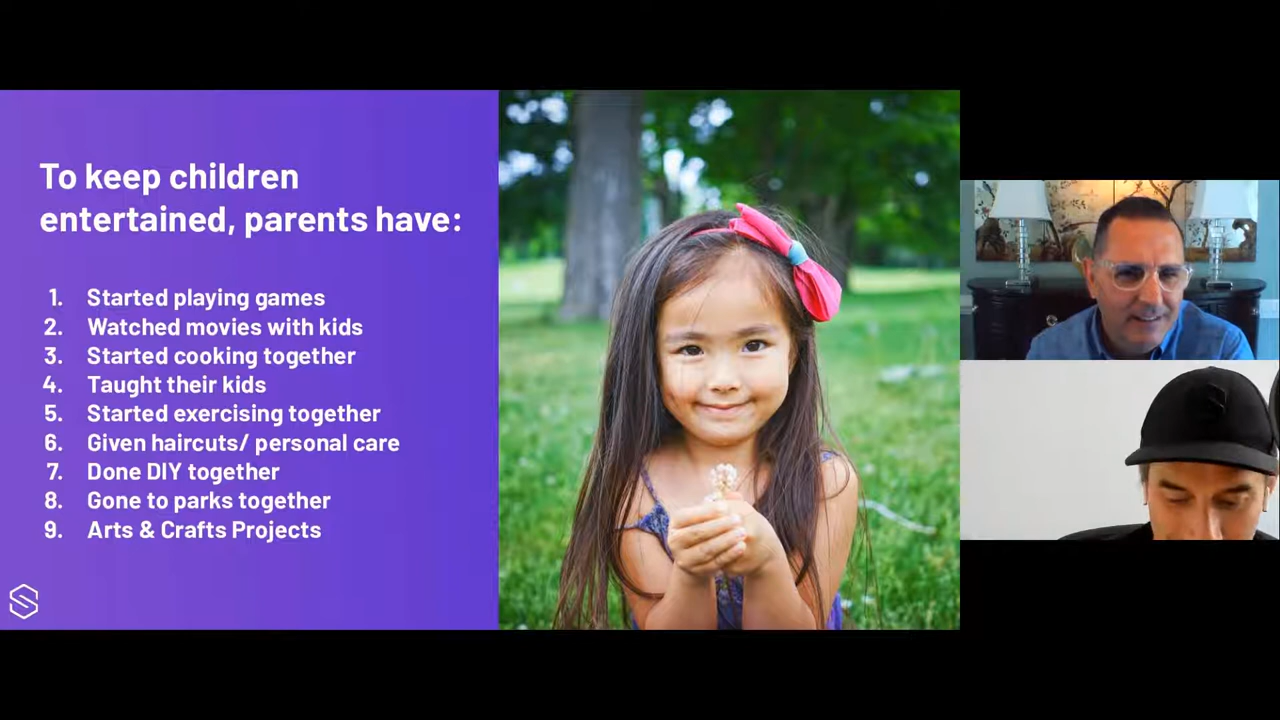 To keep children
entertained, parents have:
1. Started playing games
2. Watched movies with kids
3. Started cooking together
4. Taught their kids
5. Started exercising together
6. Given haircuts/ personal care
7. Done DIY together
8. Gone to parks together
9. Arts & Crafts Projects